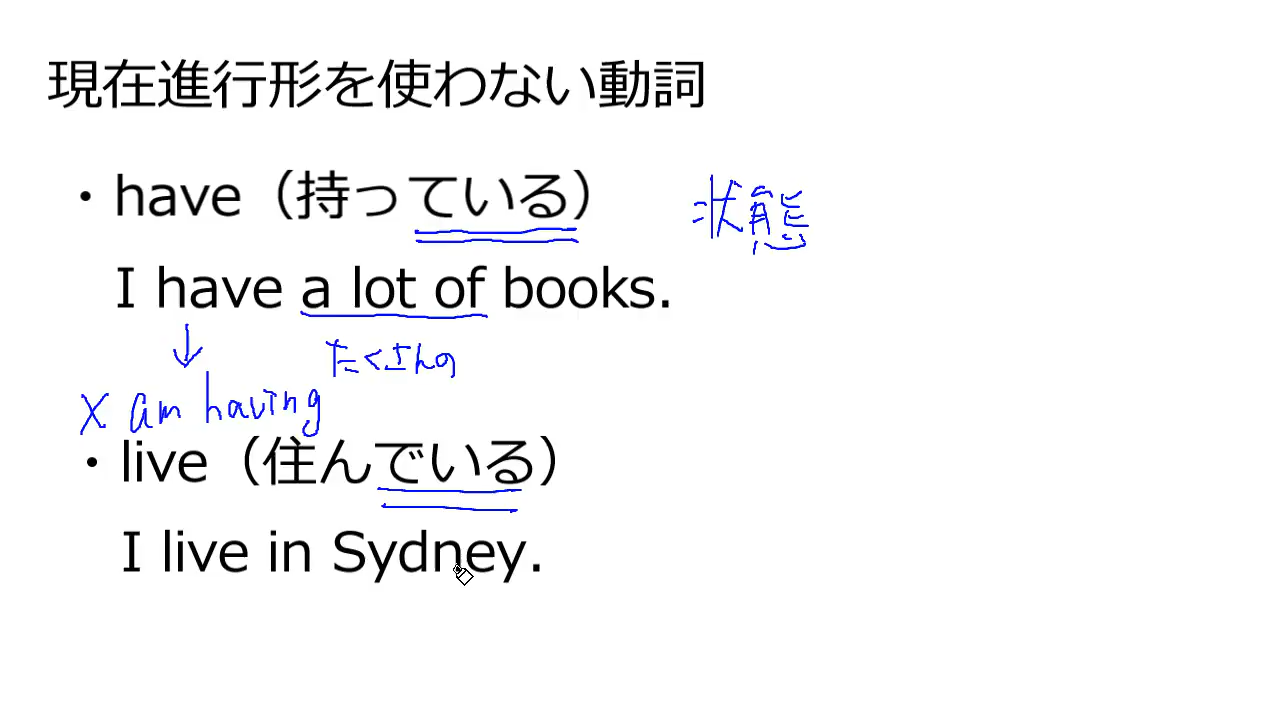 現在進行形を使わない動詞
・have（持っている） 状態
I have a lot of books.
↓ たくさんの
× am having
・live（住んでいる）
I live in Sydney.